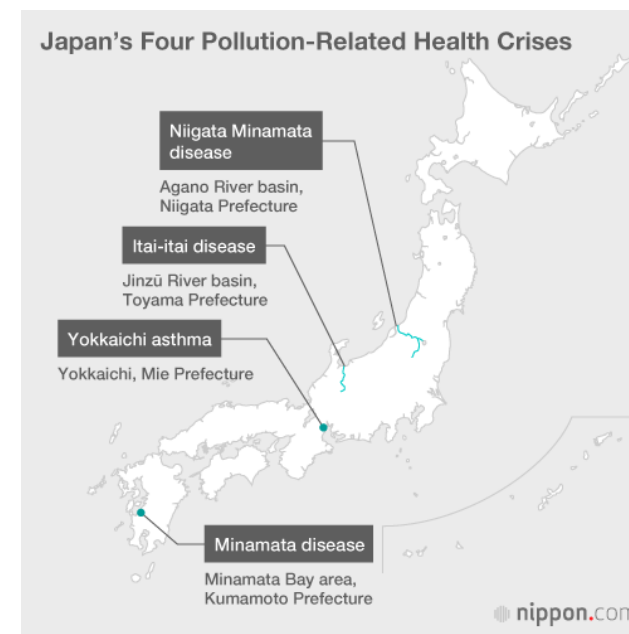 Japan’s Four Pollution-Related Health Crises
Niigata Minamata
disease
Agano River basin,
Niigata Prefecture
Itai-itai disease
Jinzū River basin,
Toyama Prefecture
Yokkaichi asthma
Yokkaichi, Mie Prefecture
Minamata disease
Minamata Bay area,
Kumamoto Prefecture
nippon.com